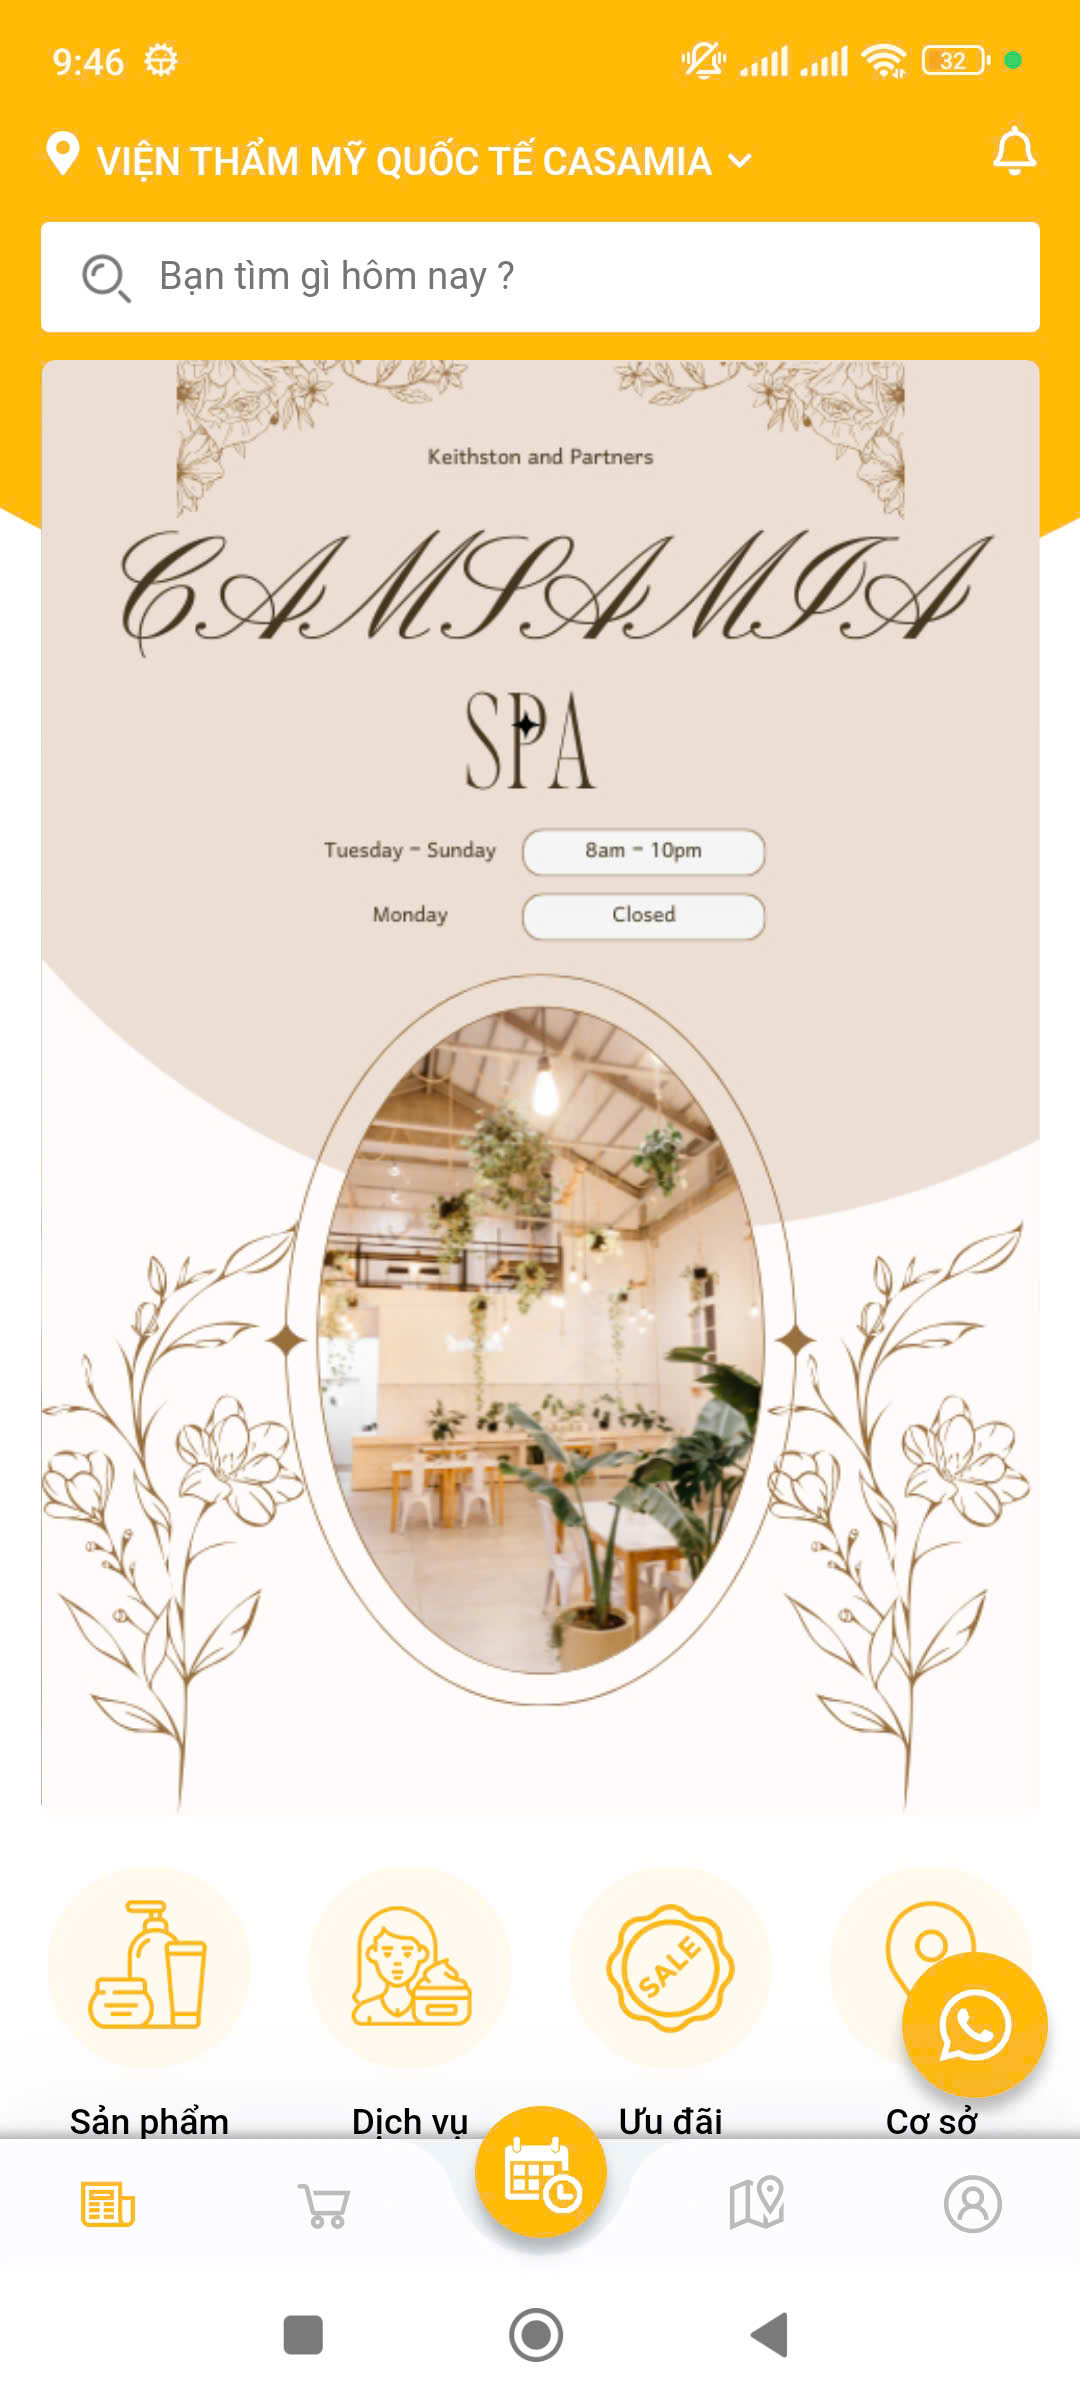 9:46
32
VIỆN THẨM MỸ QUỐC TẾ CASAMIA
Bạn tìm gì hôm nay ?
Keithston and Partners
CAMSAMIA
SPA
Tuesday - Sunday 8am - 10pm
Monday Closed
SALE
Sản phẩm Dịch vụ Ưu đãi Cơ sở